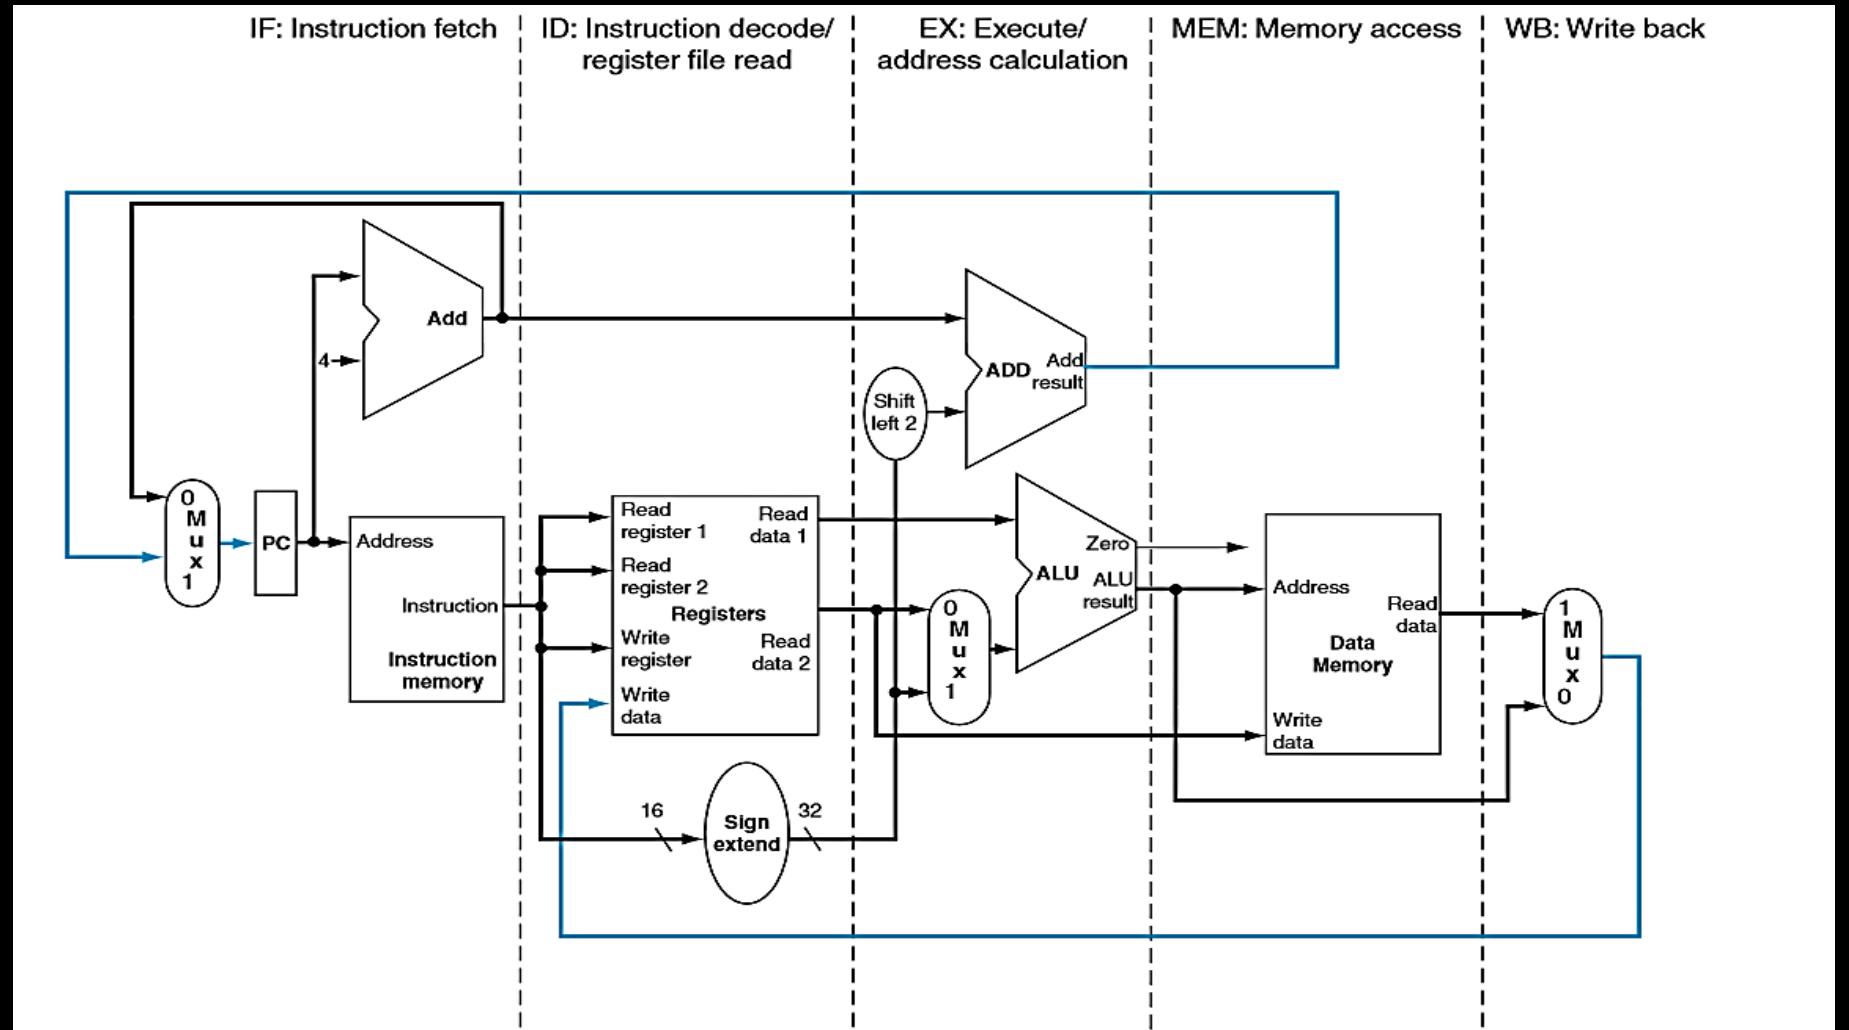 IF: Instruction fetch
ID: Instruction decode/
register file read
EX: Execute/
address calculation
MEM: Memory access
WB: Write back
Add
4
ADD
Add
result
Shift
left 2
0
M
u
x
1
PC
Address
Instruction
Instruction
memory
Read
register 1
Read
register 2
Write
register
Write
data
Registers
Read
data 1
Read
data 2
16
Sign
extend
32
0
M
u
x
1
Zero
ALU
ALU
result
Address
Read
data
Data
Memory
Write
data
1
M
u
x
0